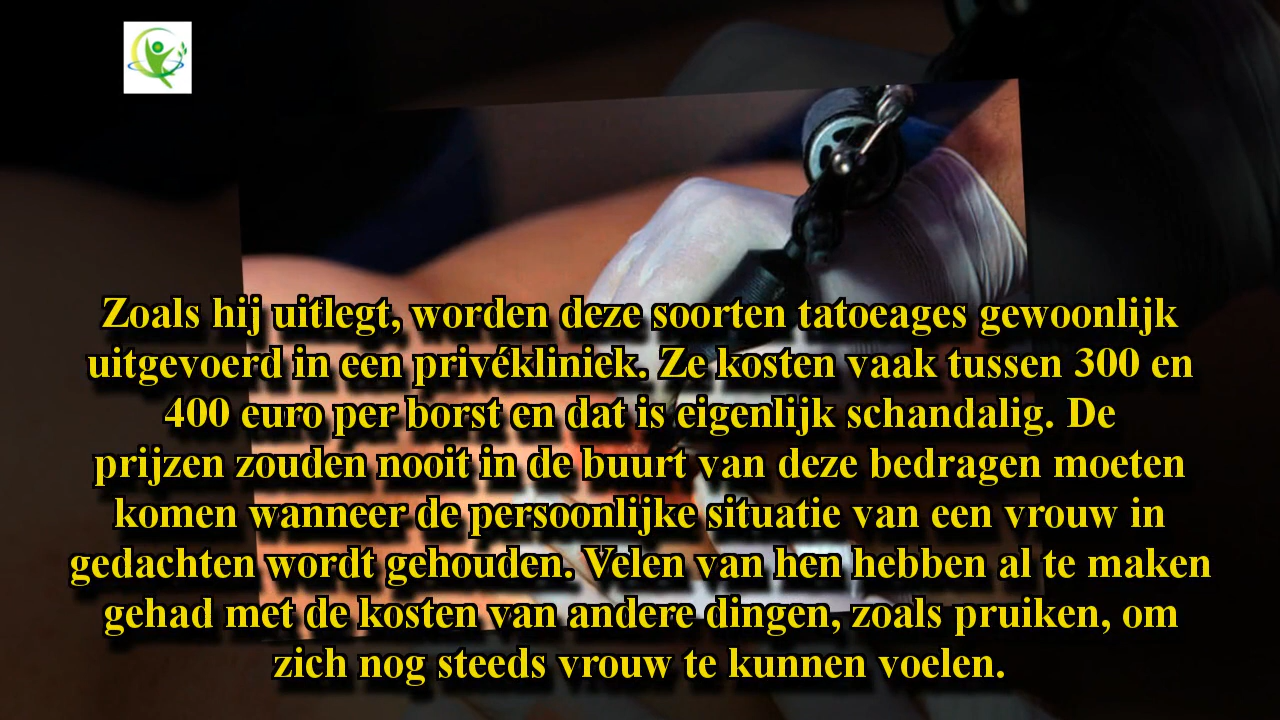 Zoals hij uitlegt, worden deze soorten tatoeages gewoonlijk
uitgevoerd in een privékliniek. Ze kosten vaak tussen 300 en
400 euro per borst en dat is eigenlijk schandalig. De
prijzen zouden nooit in de buurt van deze bedragen moeten
komen wanneer de persoonlijke situatie van een vrouw in
gedachten wordt gehouden. Velen van hen hebben al te maken
gehad met de kosten van andere dingen, zoals pruiken, om
zich nog steeds vrouw te kunnen voelen.